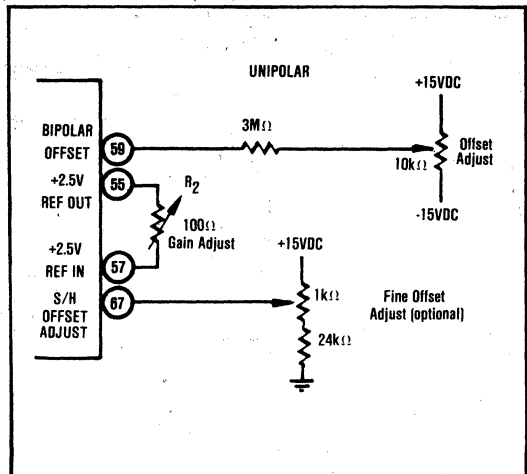 UNIPOLAR
+15VDC
BIPOLAR
OFFSET
59
3MΩ
10kΩ
Offset
Adjust
-15VDC
+2.5V
REF OUT
55
R2
100Ω
Gain Adjust
+2.5V
REF IN
57
+15VDC
S/H
OFFSET
ADJUST
67
1kΩ
24kΩ
Fine Offset
Adjust (optional)